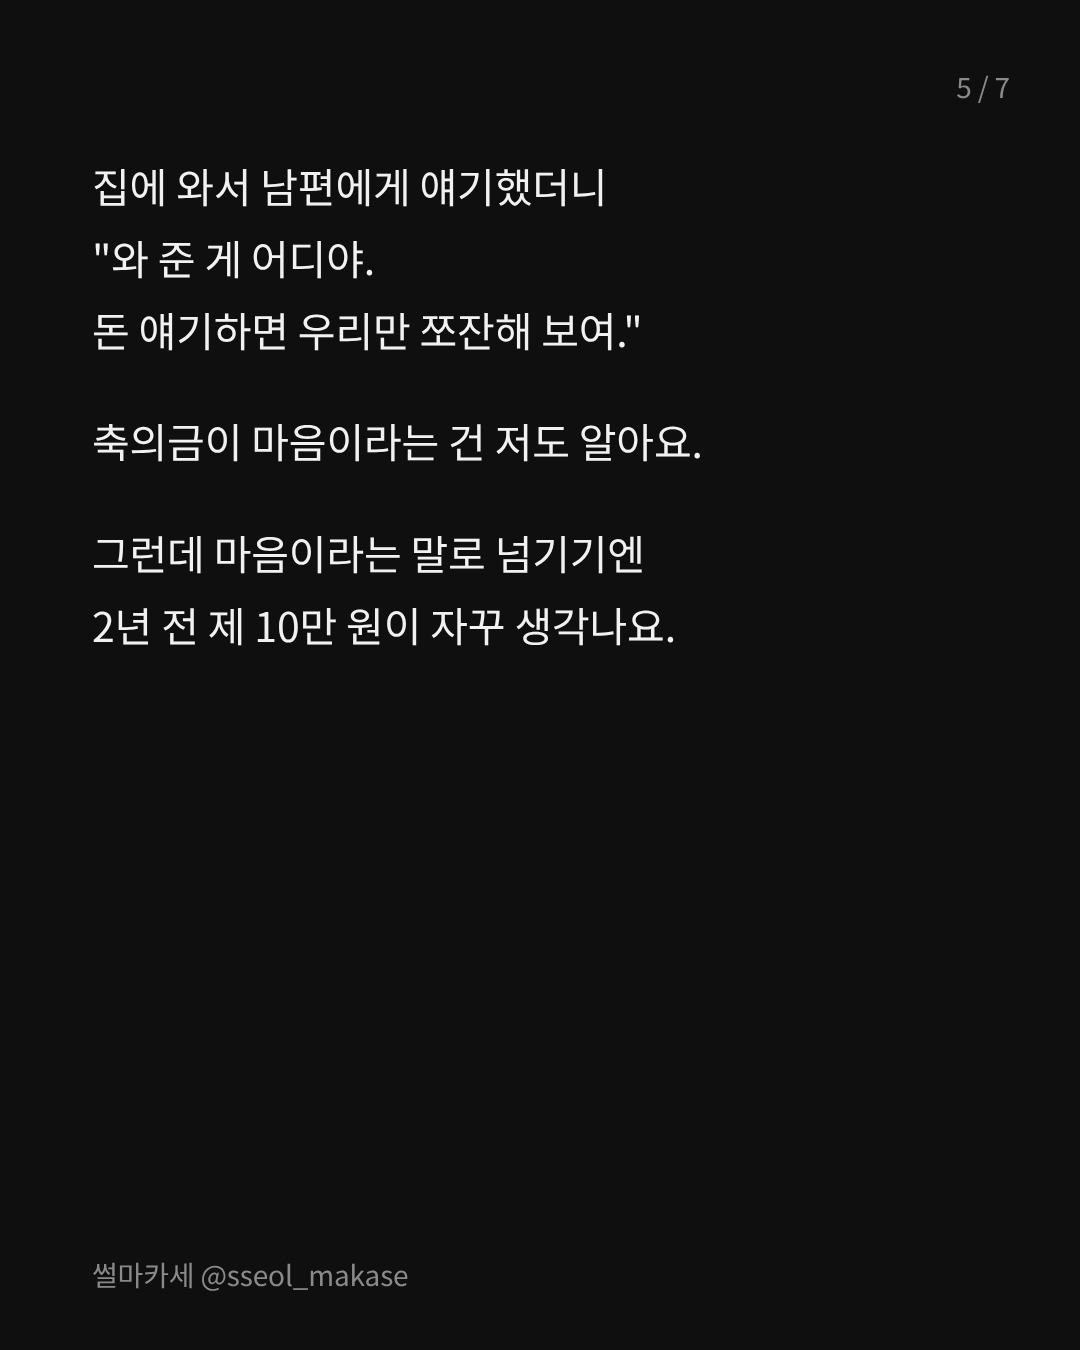 5 / 7
집에 와서 남편에게 얘기했더니
"와 준 게 어디야.
돈 얘기하면 우리만 쪼잔해 보여."
축의금이 마음이라는 건 저도 알아요.
그런데 마음이라는 말로 넘기기엔
2년 전 제 10만 원이 자꾸 생각나요.
썰마카세 @sseol_makase